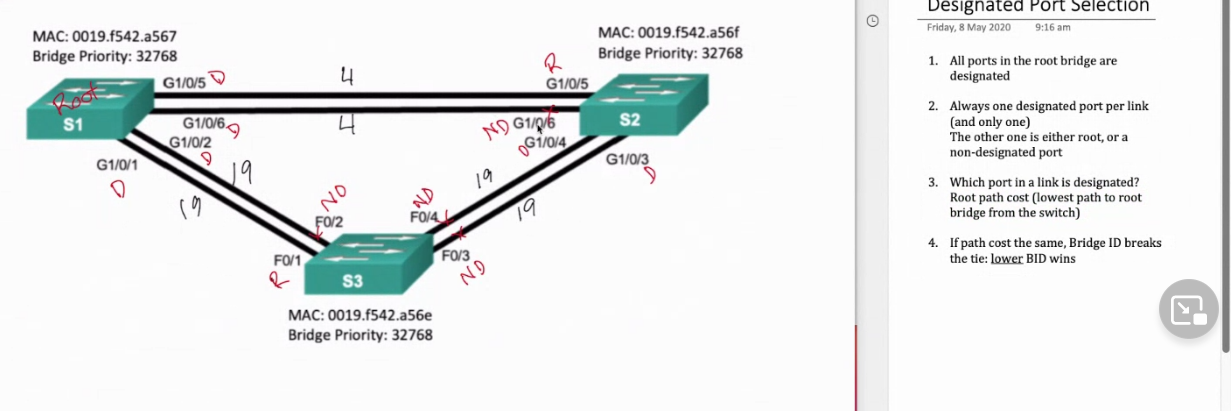 MAC: 0019.f542.a567
Bridge Priority: 32768
MAC: 0019.f542.a56f
Bridge Priority: 32768
Root
S1
G1/0/5 D
4
R
G1/0/5
G1/0/6 D
4
ND G1/0/6
S2
G1/0/2
D
D G1/0/4
G1/0/1
D
19
19
G1/0/3
D
19
19
ND
F0/2
ND
F0/4
F0/1
R
F0/3
ND
S3
MAC: 0019.f542.a56e
Bridge Priority: 32768
Designated Port Selection
Friday, 8 May 2020 9:16 am
1. All ports in the root bridge are
designated
2. Always one designated port per link
(and only one)
The other one is either root, or a
non-designated port
3. Which port in a link is designated?
Root path cost (lowest path to root
bridge from the switch)
4. If path cost the same, Bridge ID breaks
the tie: lower BID wins